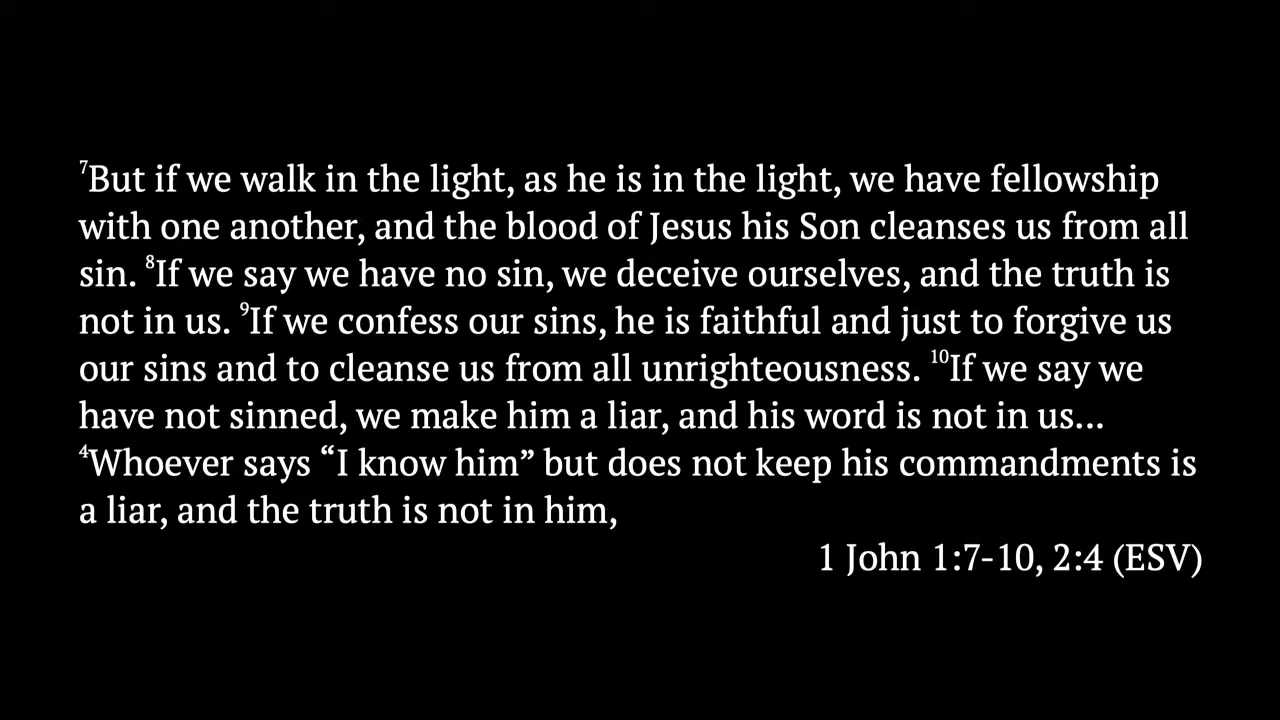 ⁷But if we walk in the light, as he is in the light, we have fellowship
with one another, and the blood of Jesus his Son cleanses us from all
sin. ⁸If we say we have no sin, we deceive ourselves, and the truth is
not in us. ⁹If we confess our sins, he is faithful and just to forgive us
our sins and to cleanse us from all unrighteousness. ¹⁰If we say we
have not sinned, we make him a liar, and his word is not in us...
⁴Whoever says “I know him” but does not keep his commandments is
a liar, and the truth is not in him,
1 John 1:7-10, 2:4 (ESV)